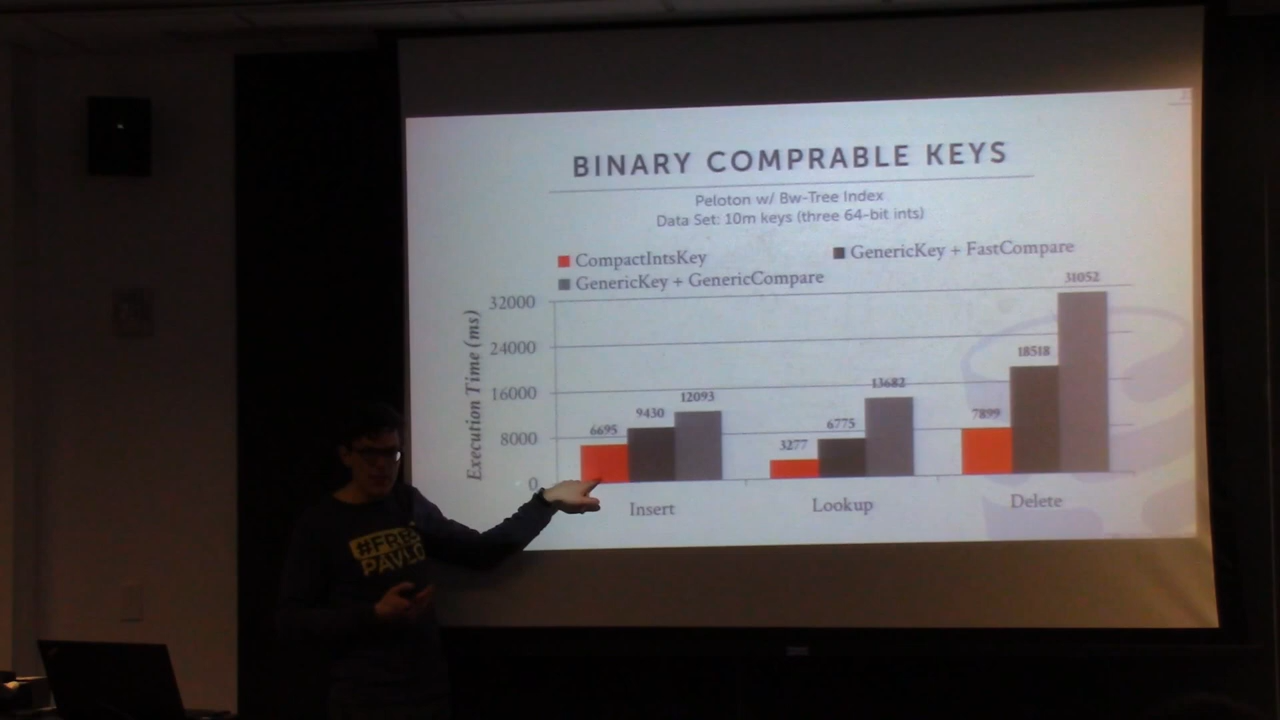 BINARY COMPRABLE KEYS
Peloton w/ Bw-Tree Index
Data Set: 10m keys (three 64-bit ints)
CompactIntsKey
GenericKey + FastCompare
GenericKey + GenericCompare
Execution Time (ms)
32000
24000
16000
8000
0
6695
9430
12093
3277
6775
13682
7899
18518
31052
Insert
Lookup
Delete
#FREE
PAVLO